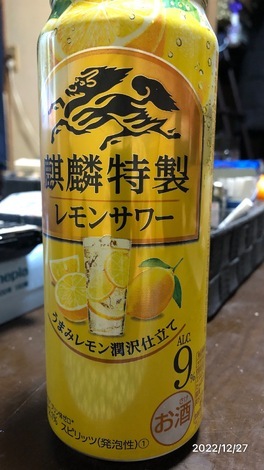 麒麟特製
レモンサワー
うまみレモン潤沢仕立て
ALC.
9%
お酒
スピリッツ(発泡性)①
2022/12/27